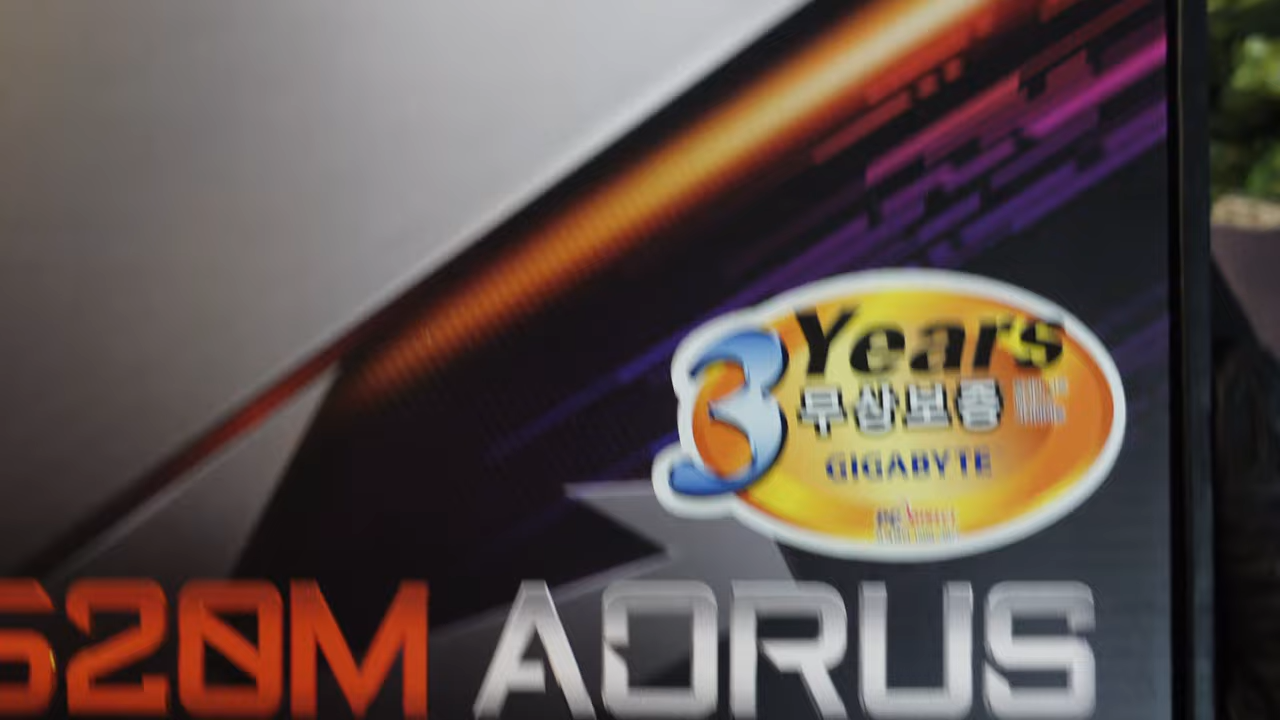 3 Years
무상보증
GIGABYTE
520M AORUS